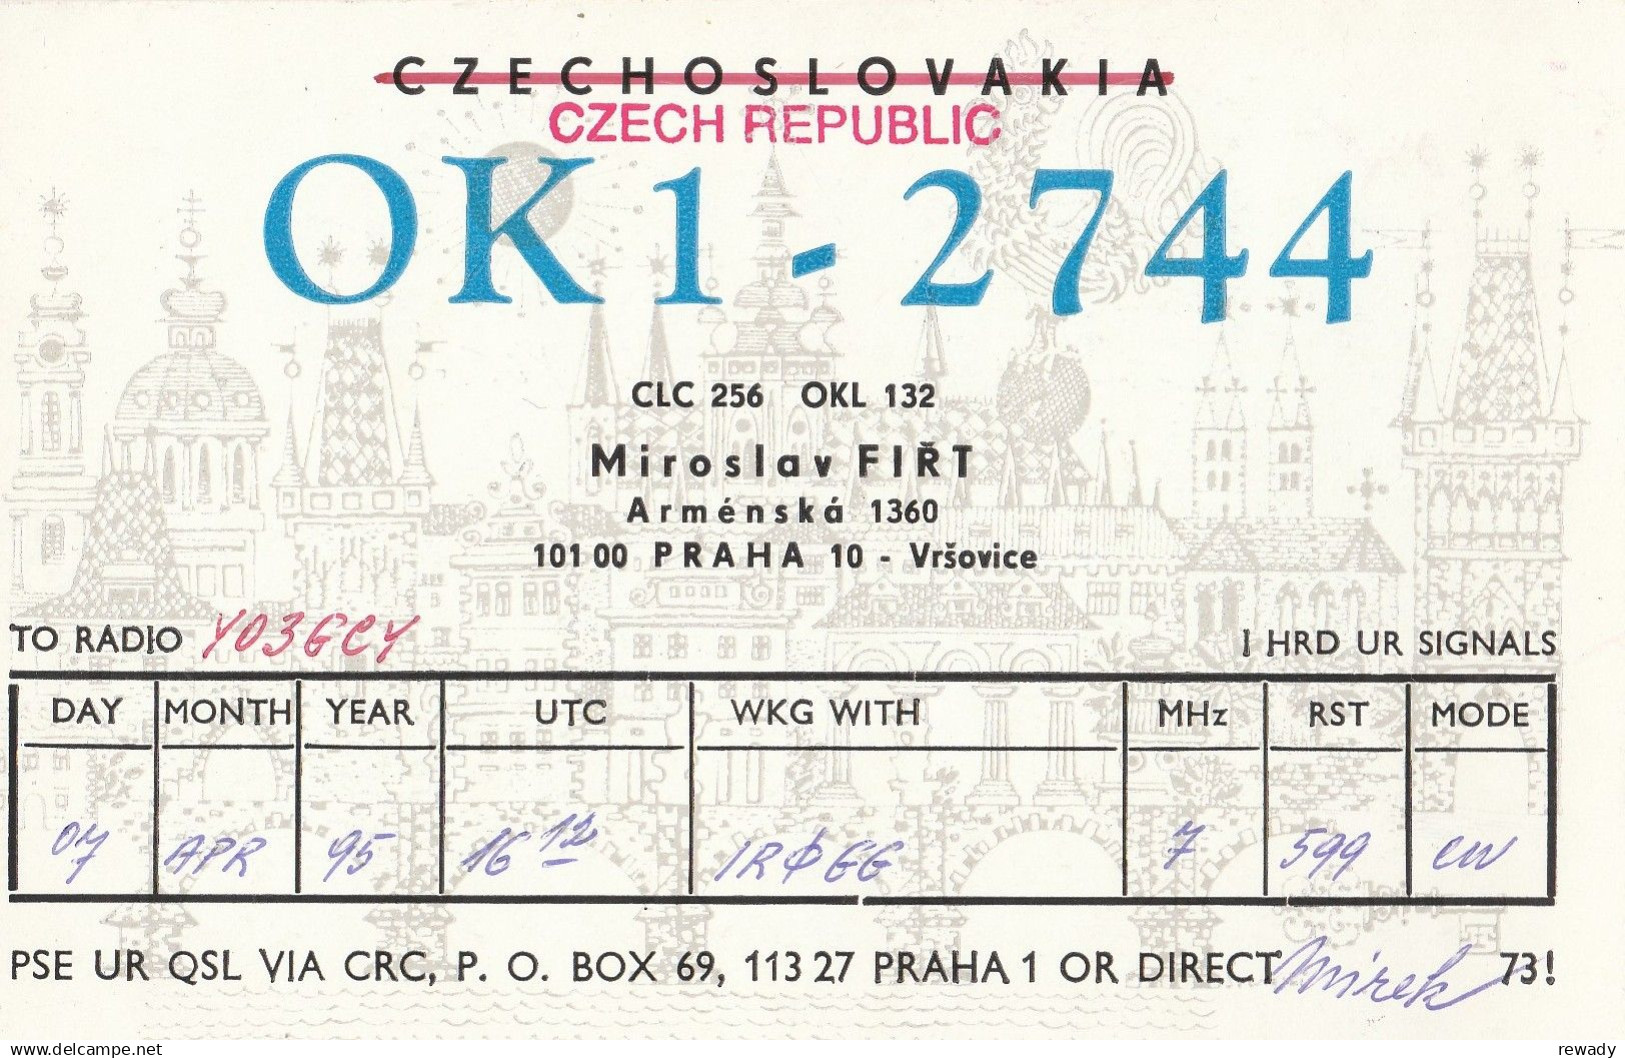 CZECHOSLOVAKIA
CZECH REPUBLIC
OK1-2744
CLC 256 OKL 132
Miroslav FIŘT
Arménská 1360
101 00 PRAHA 10 - Vršovice
TO RADIO YO3GCY I HRD UR SIGNALS
DAY MONTH YEAR UTC WKG WITH MHz RST MODE
07 APR 95 16 12 IRØGG 7 599 CW
PSE UR QSL VIA CRC, P. O. BOX 69, 113 27 PRAHA 1 OR DIRECT Mirek 73!
delcampe.net rewady